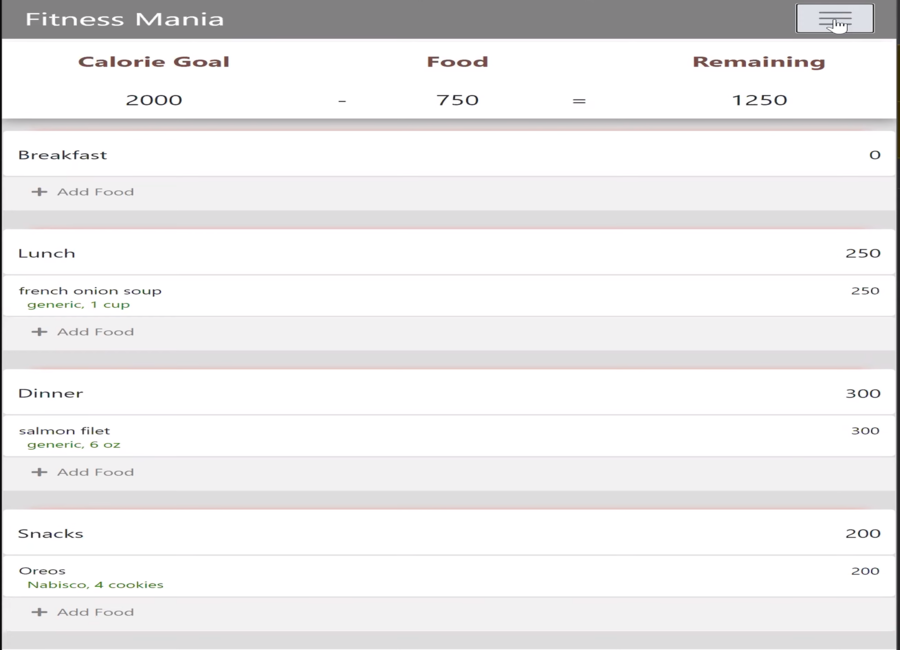 Fitness Mania
Calorie Goal Food Remaining
2000 - 750 = 1250
Breakfast 0
+ Add Food
Lunch 250
french onion soup 250
generic, 1 cup
+ Add Food
Dinner 300
salmon filet 300
generic, 6 oz
+ Add Food
Snacks 200
Oreos 200
Nabisco, 4 cookies
+ Add Food